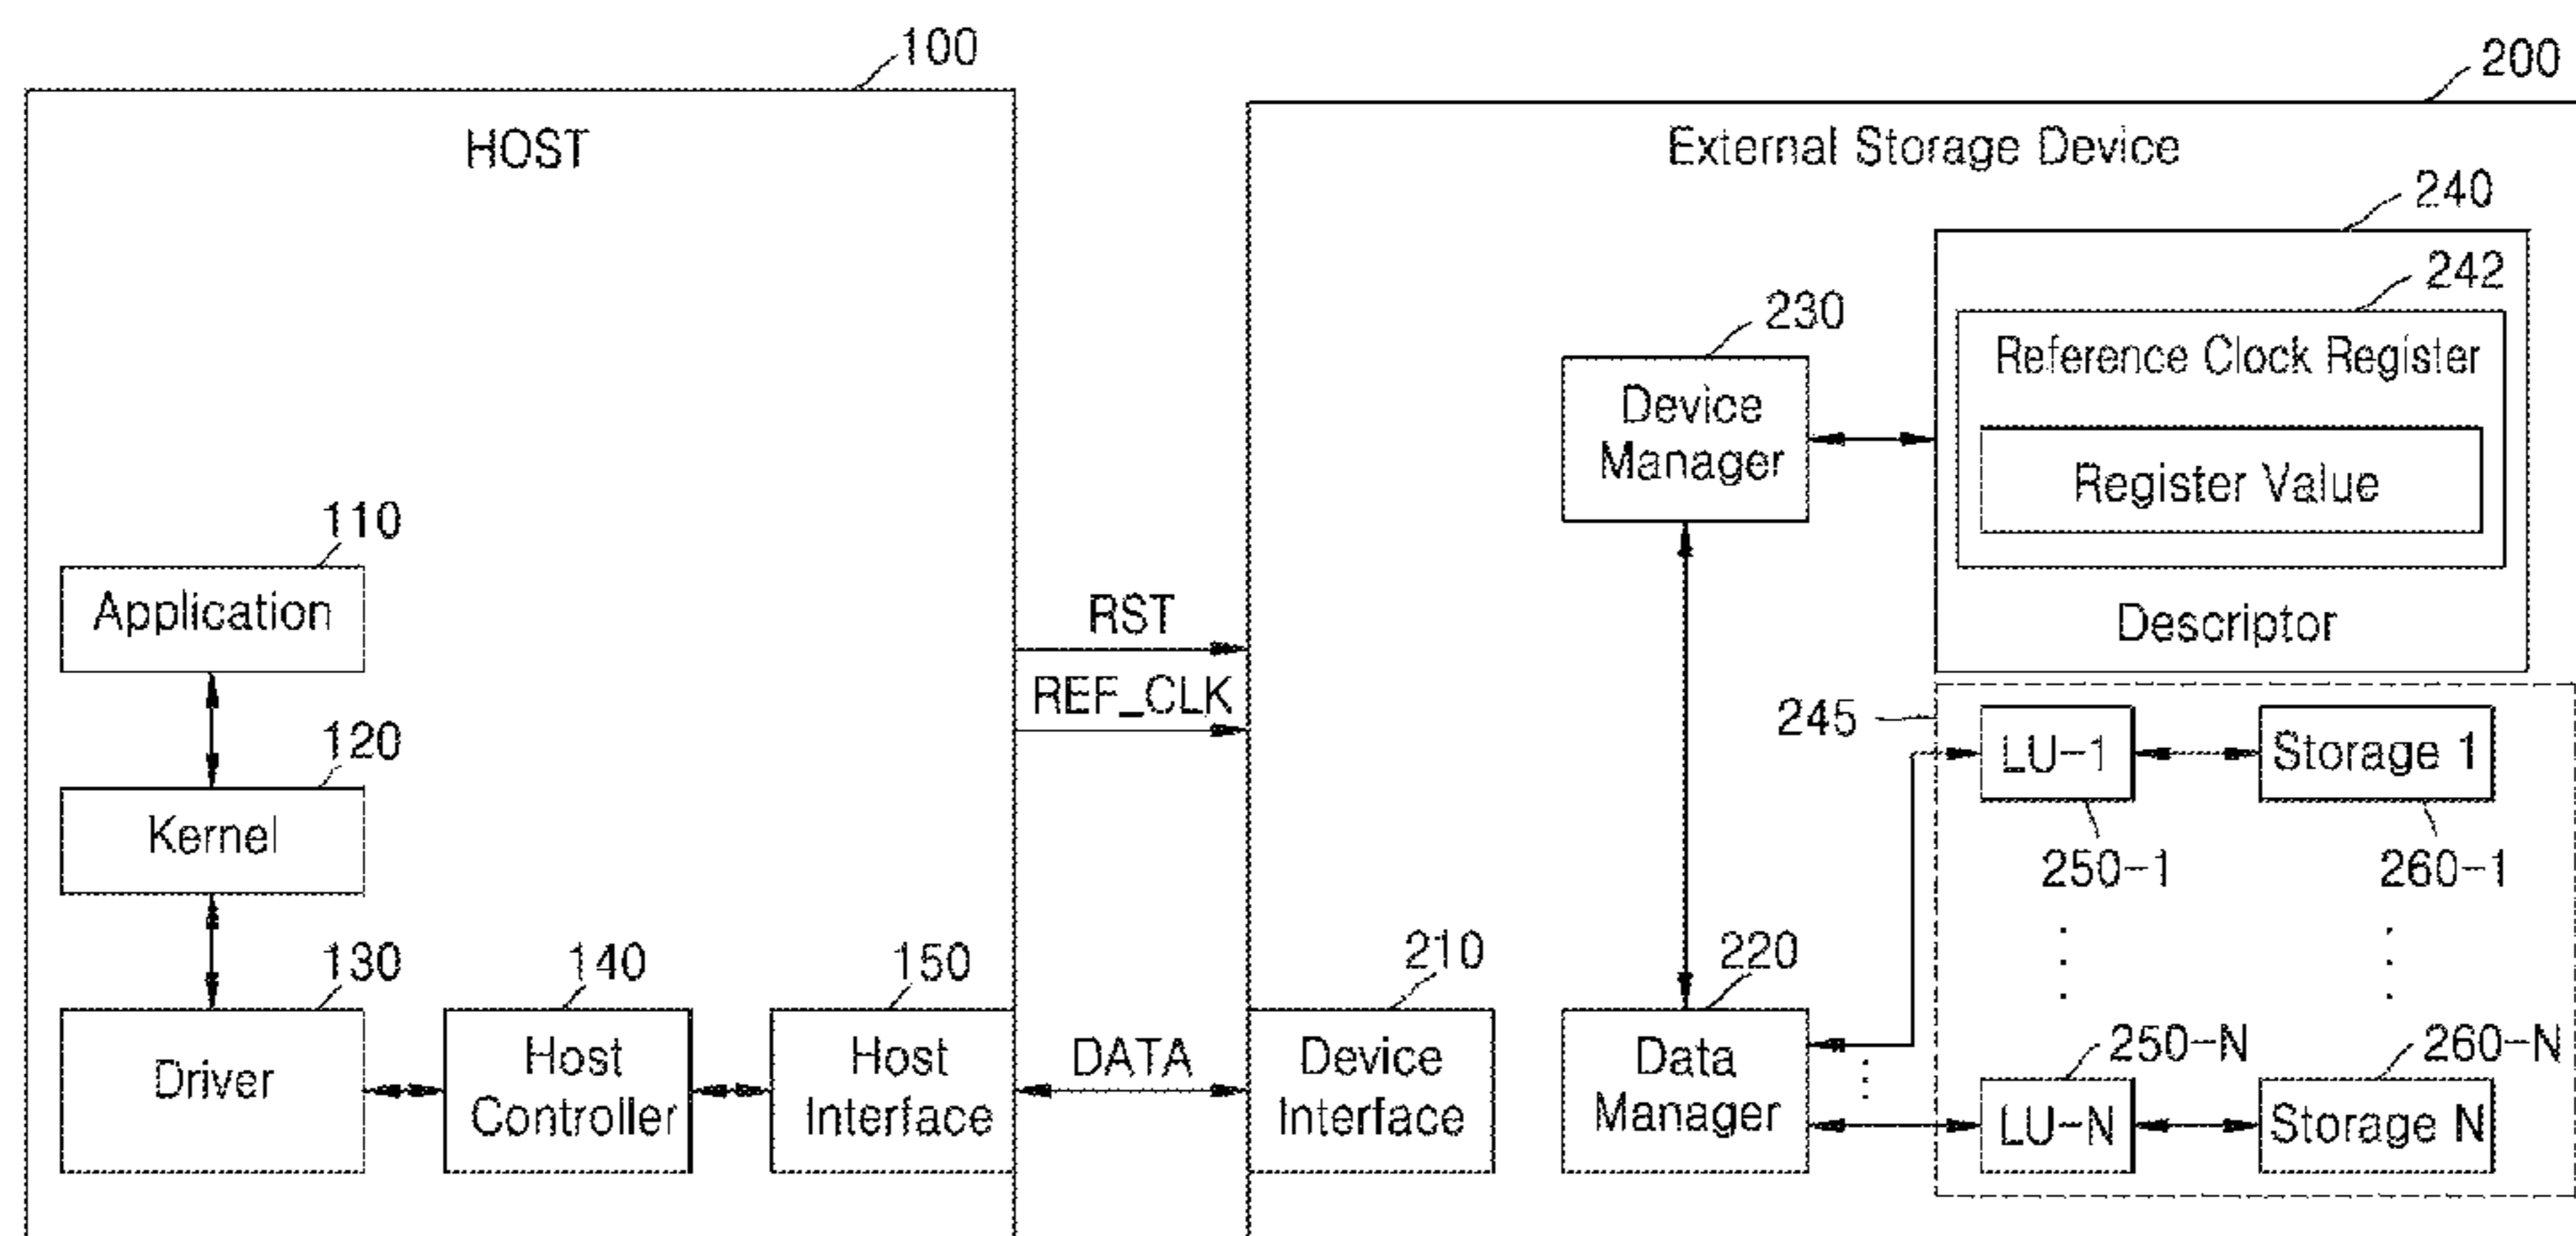 100
200
HOST
External Storage Device
240
242
230
Reference Clock Register
Device
Manager
Register Value
110
Application
RST
Descriptor
REF_CLK
245
LU-1
Storage 1
120
Kernel
250-1
260-1
130
140
150
210
220
250-N
260-N
Driver
Host
Controller
Host
Interface
DATA
Device
Interface
Data
Manager
LU-N
Storage N